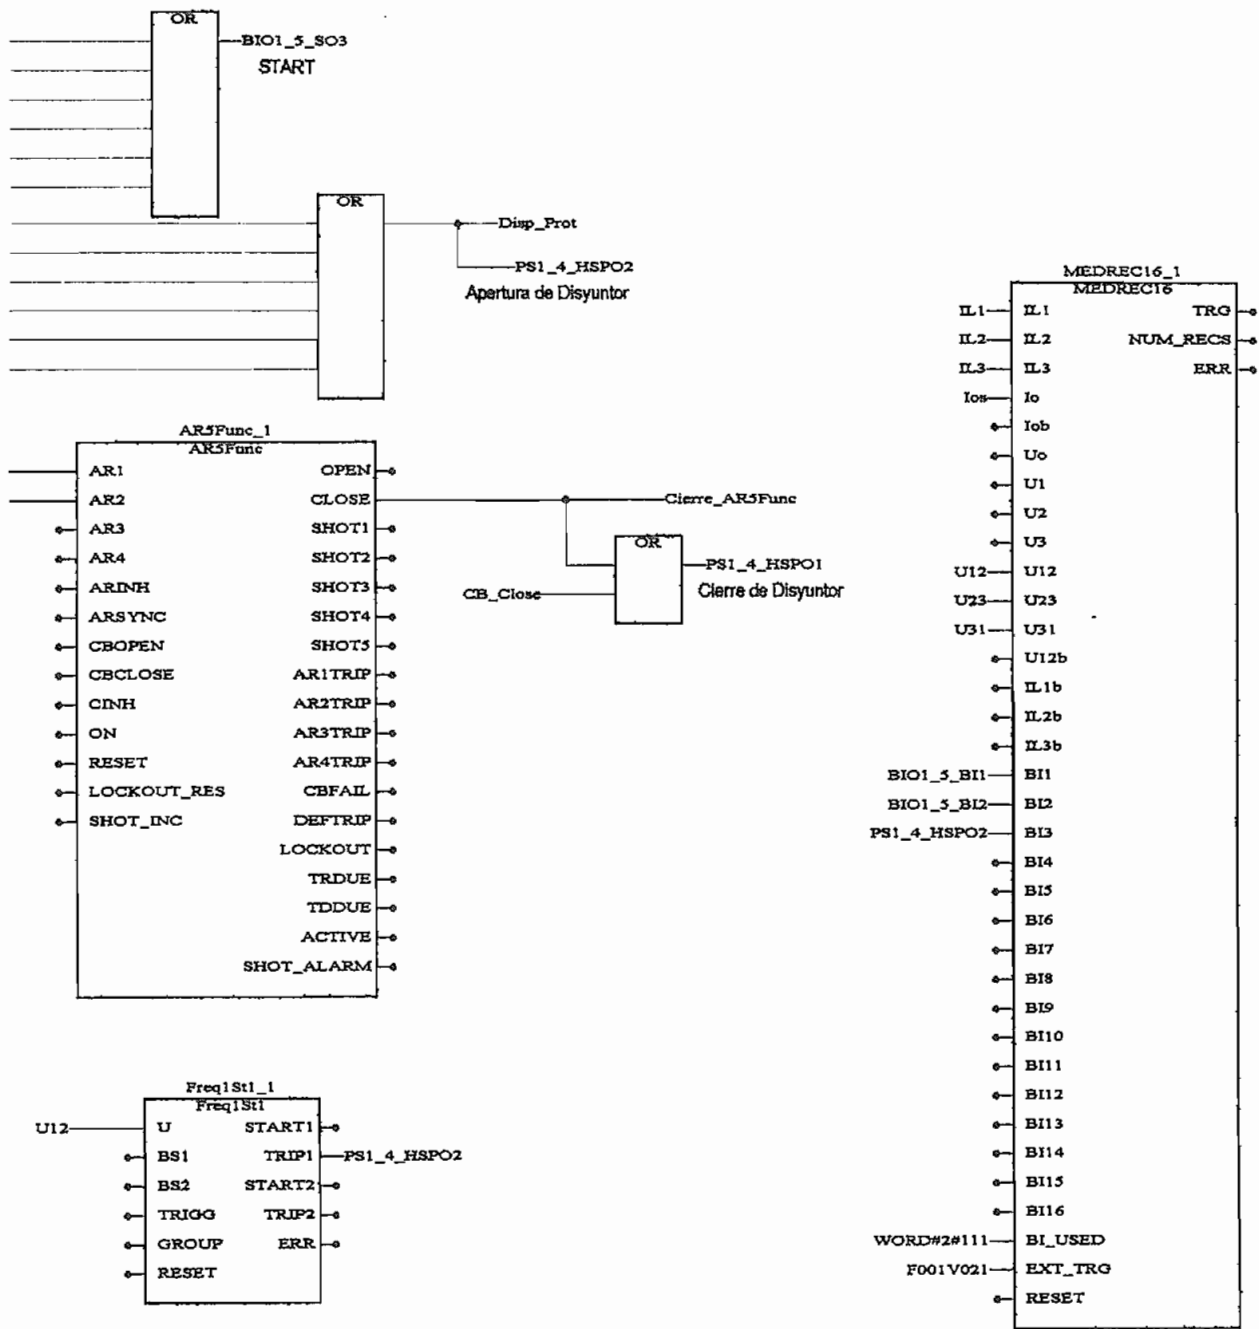 OR
BIO1_5_SO3
START
OR
Disp_Prot
PS1_4_HSPO2
Apertura de Disyuntor
AR5Func_1
AR5Func
AR1 OPEN
AR2 CLOSE
AR3 SHOT1
AR4 SHOT2
ARINH SHOT3
ARSYNC SHOT4
CBOPEN SHOT5
CBCLOSE AR1TRIP
CINH AR2TRIP
ON AR3TRIP
RESET AR4TRIP
LOCKOUT_RES CBFAIL
SHOT_INC DEFTRIP
LOCKOUT
TRDUE
TDDUE
ACTIVE
SHOT_ALARM
Cierre_AR5Func
OR
CB_Close
PS1_4_HSPO1
Cierre de Disyuntor
Freq1St1_1
Freq1St1
U12 U START1
BS1 TRIP1 PS1_4_HSPO2
BS2 START2
TRIGG TRIP2
GROUP ERR
RESET
MEDREC16_1
MEDREC16
IL1 IL1 TRG
IL2 IL2 NUM_RECS
IL3 IL3 ERR
Ios Io
Iob
Uo
U1
U2
U3
U12 U12
U23 U23
U31 U31
U12b
IL1b
IL2b
IL3b
BIO1_5_BI1 BI1
BIO1_5_BI2 BI2
PS1_4_HSPO2 BI3
BI4
BI5
BI6
BI7
BI8
BI9
BI10
BI11
BI12
BI13
BI14
BI15
BI16
WORD#2#111 BI_USED
F001V021 EXT_TRG
RESET